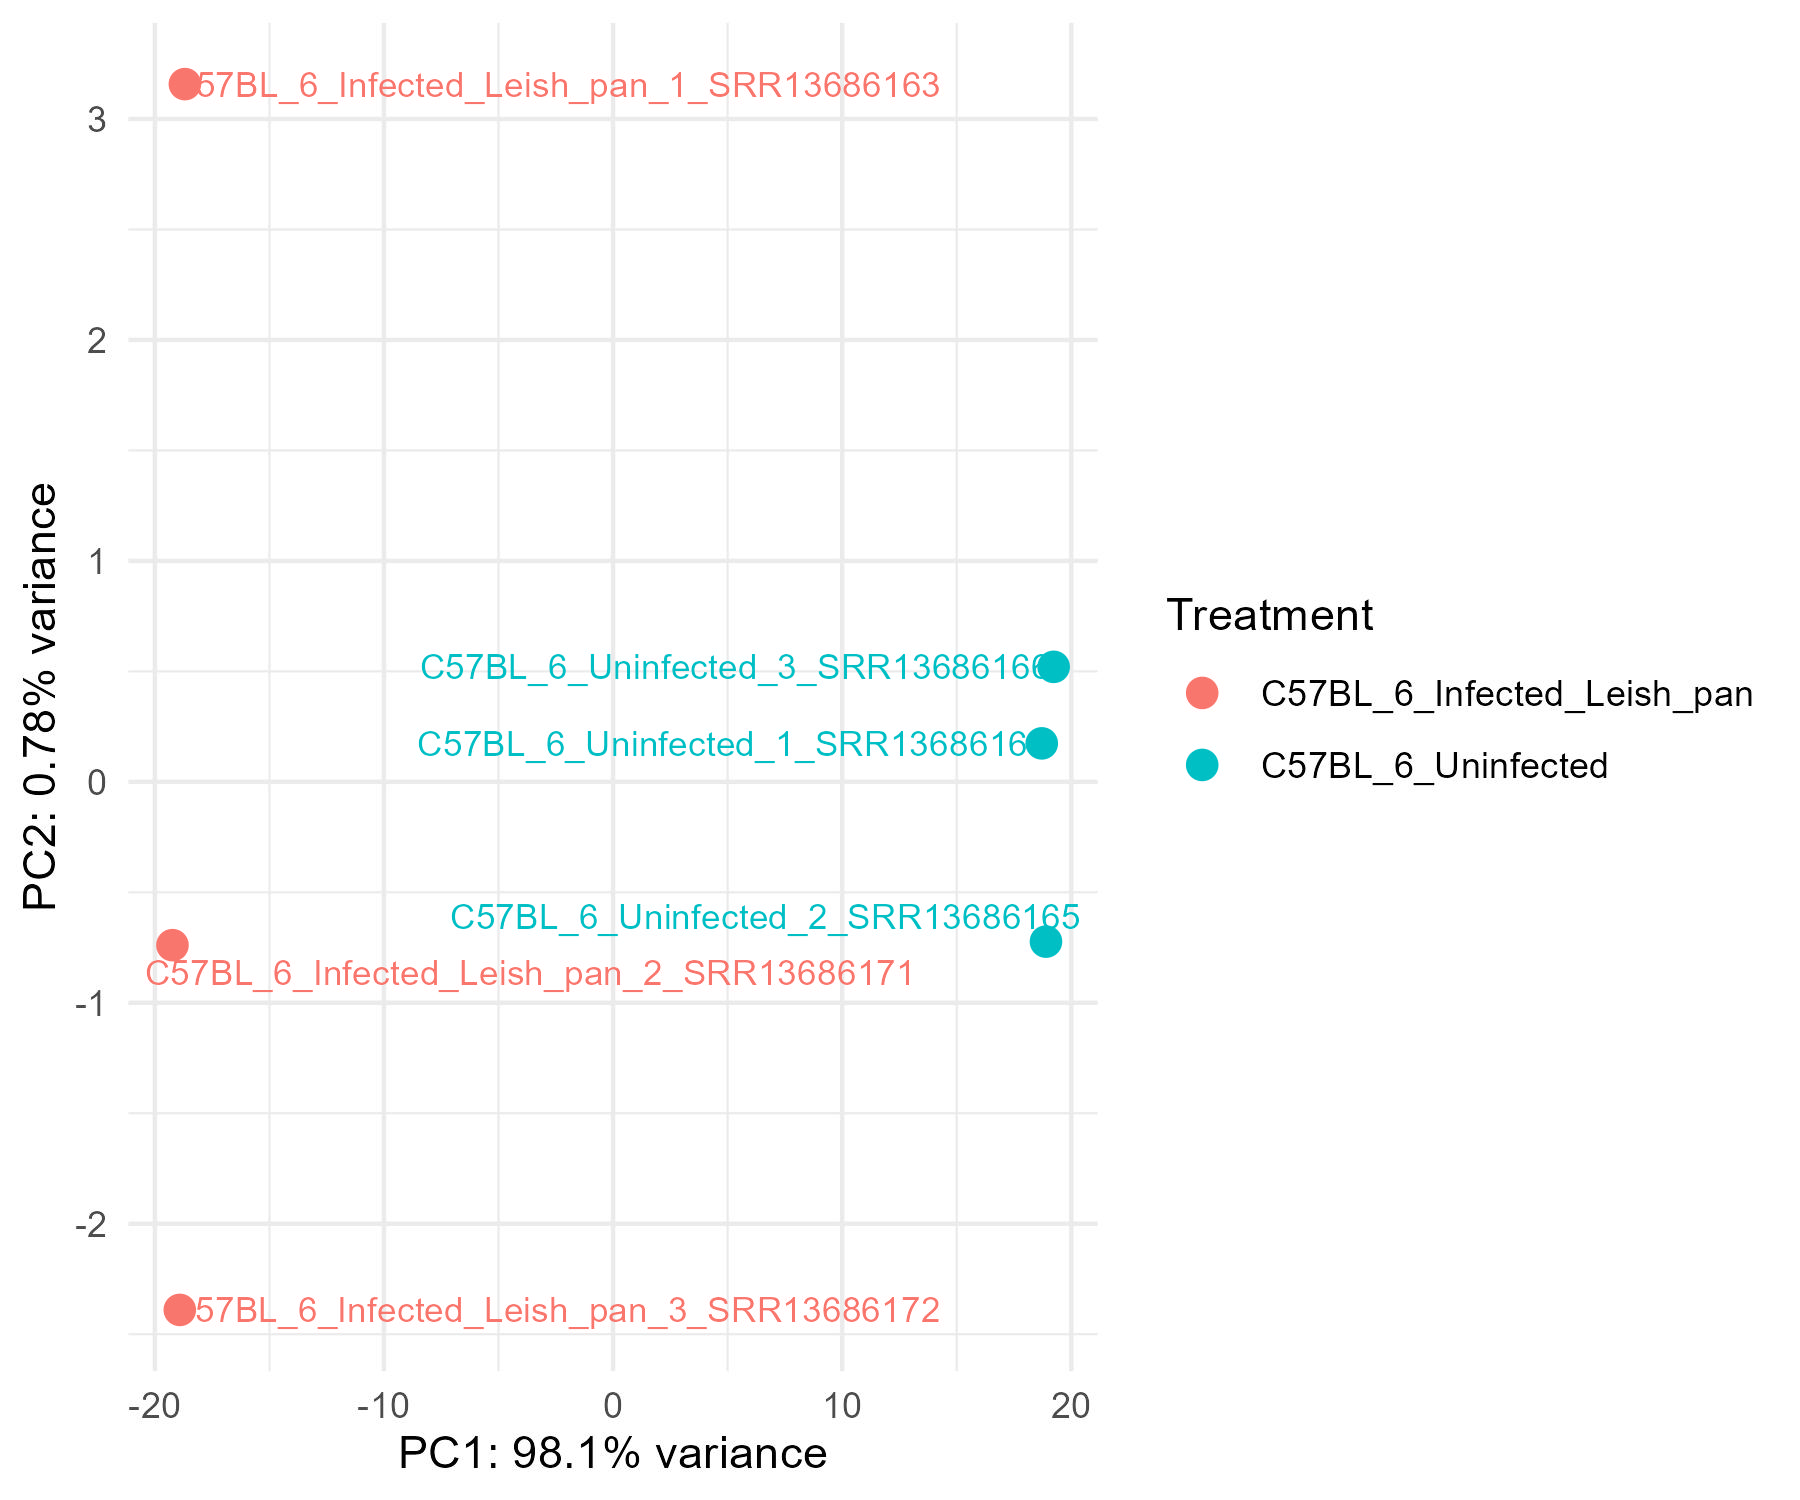 57BL_6_Infected_Leish_pan_1_SRR13686163
3
2
1
C57BL_6_Uninfected_3_SRR1368616
C57BL_6_Uninfected_1_SRR1368616
0
C57BL_6_Uninfected_2_SRR13686165
C57BL_6_Infected_Leish_pan_2_SRR13686171
-1
-2
57BL_6_Infected_Leish_pan_3_SRR13686172
-20 -10 0 10 20
PC1: 98.1% variance
PC2: 0.78% variance
Treatment
C57BL_6_Infected_Leish_pan
C57BL_6_Uninfected